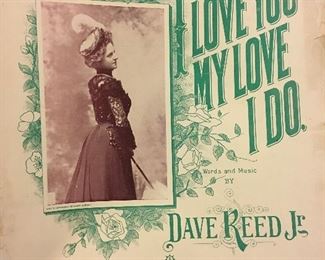 I LOVE YOU
MY LOVE
I DO.
Words and Music
BY
DAVE REED Jr.